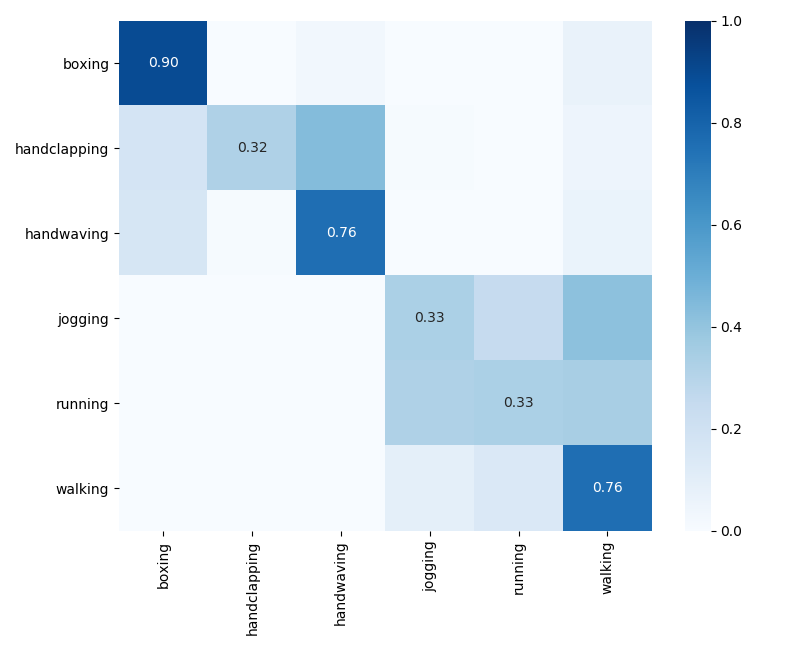 boxing
handclapping
handwaving
jogging
running
walking
0.90
0.32
0.76
0.33
0.33
0.76
boxing
handclapping
handwaving
jogging
running
walking
1.0
0.8
0.6
0.4
0.2
0.0